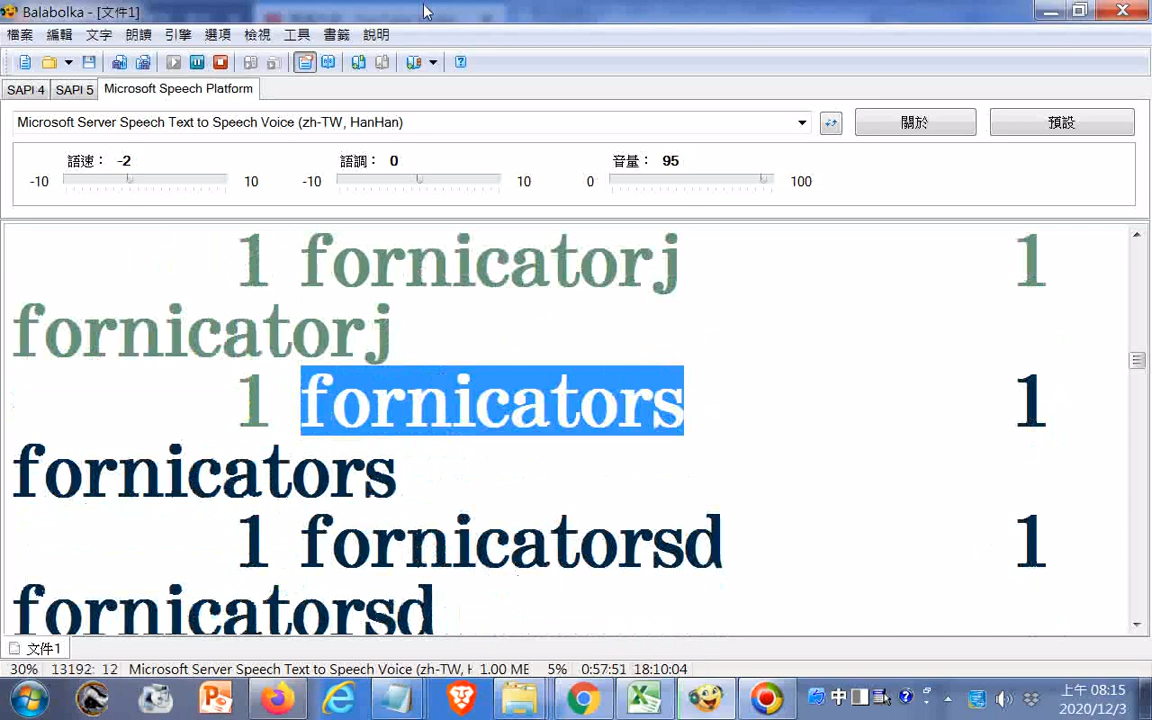 Balabolka - [文件1]
檔案 編輯 文字 朗讀 引擎 選項 檢視 工具 書籤 說明
SAPI 4 SAPI 5 Microsoft Speech Platform
Microsoft Server Speech Text to Speech Voice (zh-TW, HanHan) 關於 預設
語速： -2 語調： 0 音量： 95
-10 10 -10 10 0 100
1 fornicatorj 1
fornicatorj
1 fornicators 1
fornicators
1 fornicatorsd 1
fornicatorsd
文件1
30% 13192: 12 Microsoft Server Speech Text to Speech Voice (zh-TW, H 1.00 ME 5% 0:57:51 18:10:04
中 上午 08:15
2020/12/3